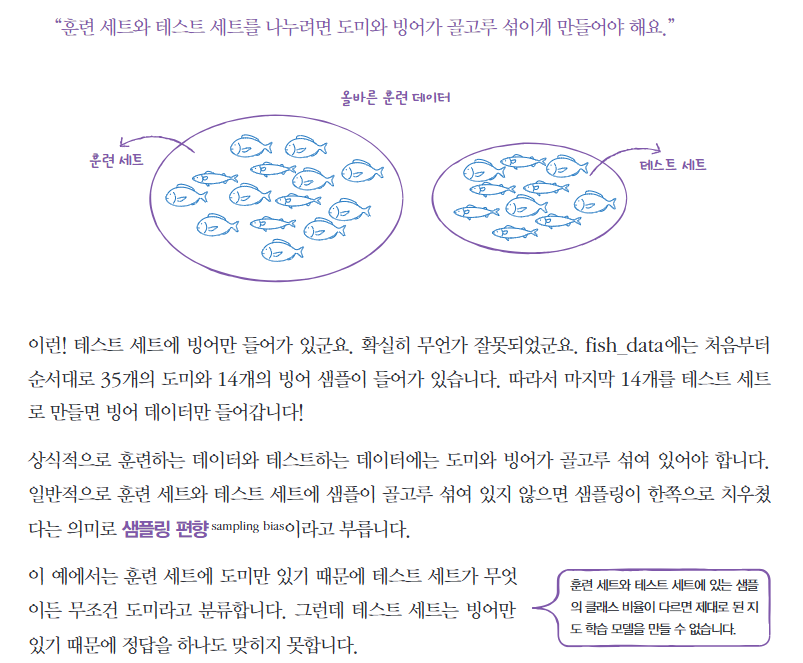 “훈련 세트와 테스트 세트를 나누려면 도미와 빙어가 골고루 섞이게 만들어야 해요.”
올바른 훈련 데이터
훈련 세트
테스트 세트
이런! 테스트 세트에 빙어만 들어가 있군요. 확실히 무언가 잘못되었군요. fish_data에는 처음부터
순서대로 35개의 도미와 14개의 빙어 샘플이 들어가 있습니다. 따라서 마지막 14개를 테스트 세트
로 만들면 빙어 데이터만 들어갑니다!
상식적으로 훈련하는 데이터와 테스트하는 데이터에는 도미와 빙어가 골고루 섞여 있어야 합니다.
일반적으로 훈련 세트와 테스트 세트에 샘플이 골고루 섞여 있지 않으면 샘플링이 한쪽으로 치우쳤
다는 의미로 샘플링 편향sampling bias이라고 부릅니다.
이 예에서는 훈련 세트에 도미만 있기 때문에 테스트 세트가 무엇
이든 무조건 도미라고 분류합니다. 그런데 테스트 세트는 빙어만
있기 때문에 정답을 하나도 맞히지 못합니다.
훈련 세트와 테스트 세트에 있는 샘플
의 클래스 비율이 다르면 제대로 된 지
도 학습 모델을 만들 수 없습니다.